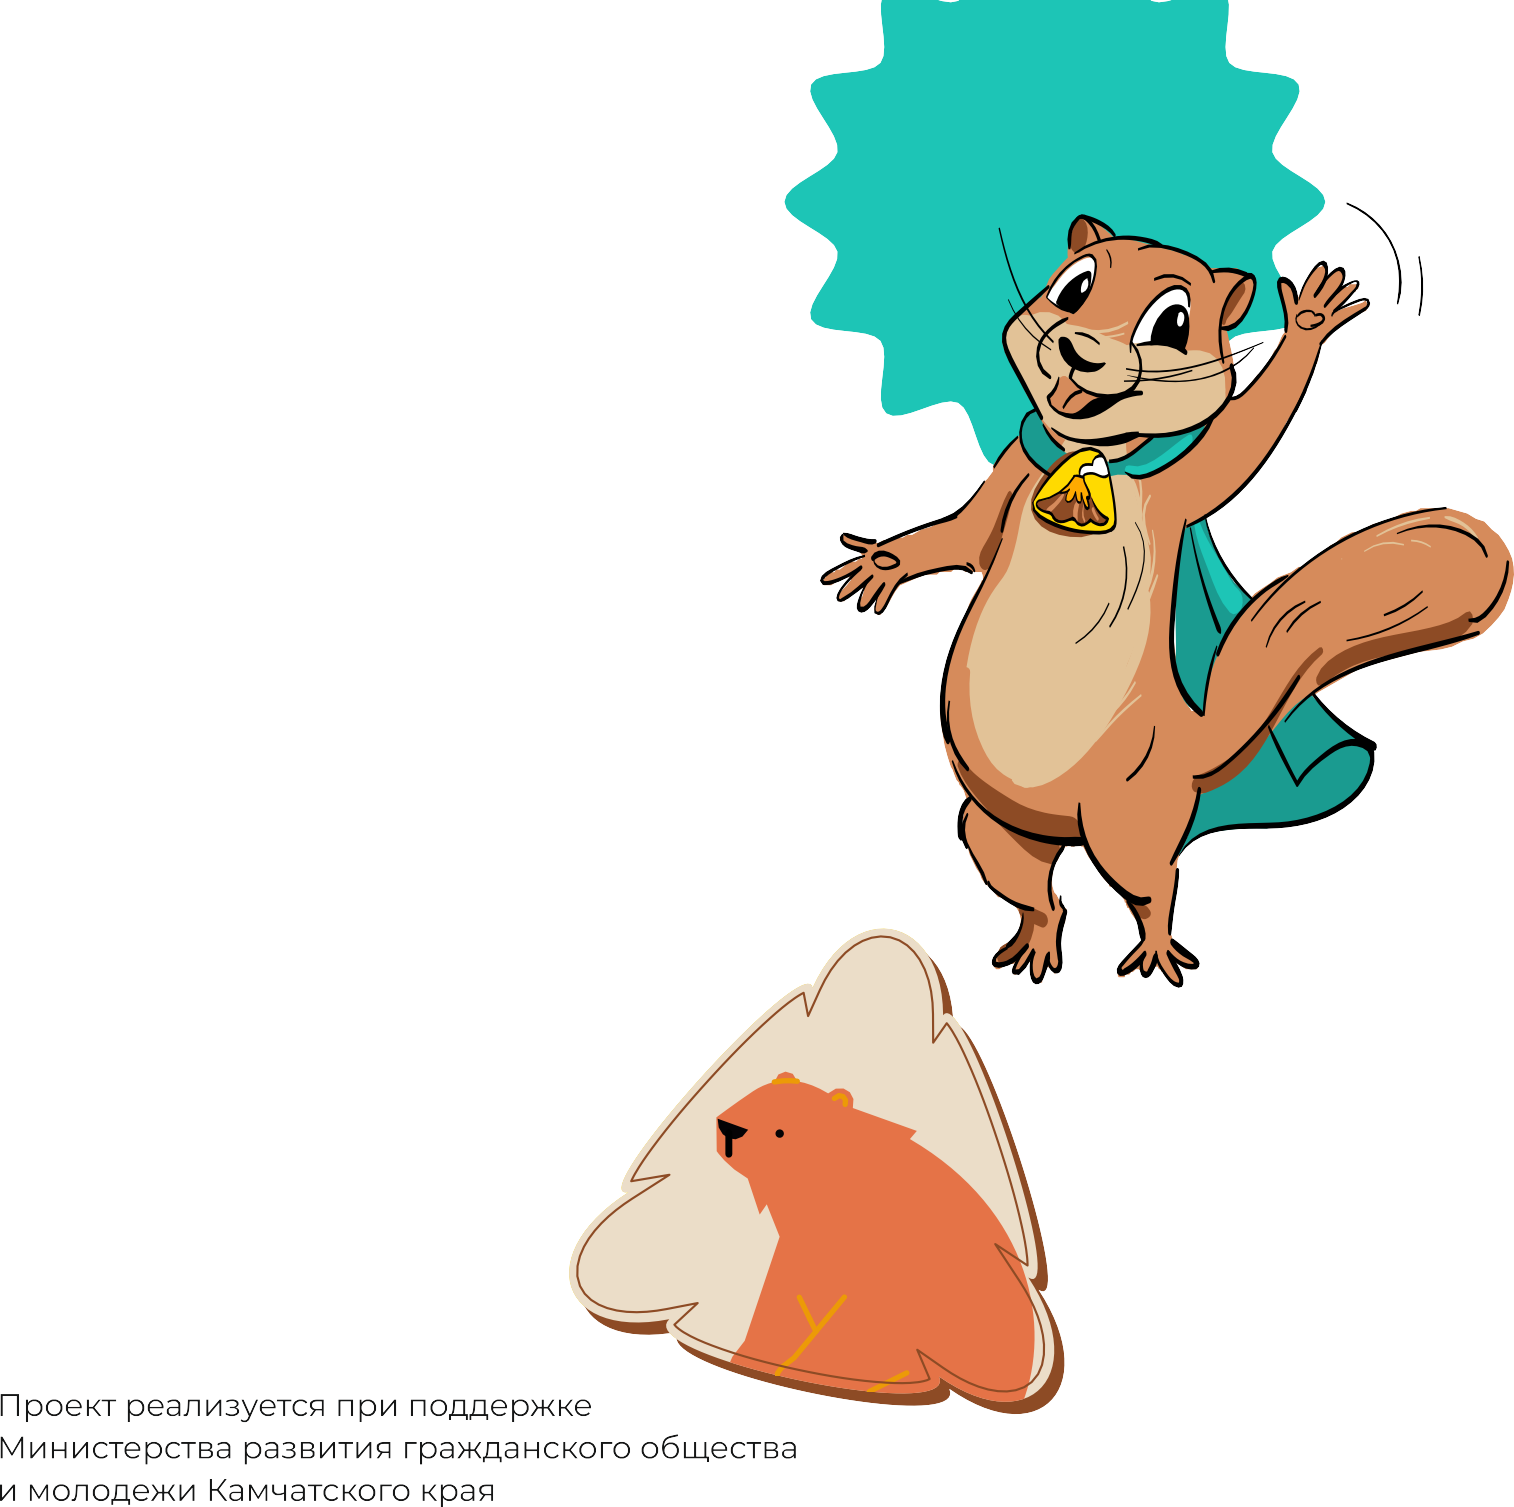 Проект реализуется при поддержке
Министерства развития гражданского общества
и молодежи Камчатского края